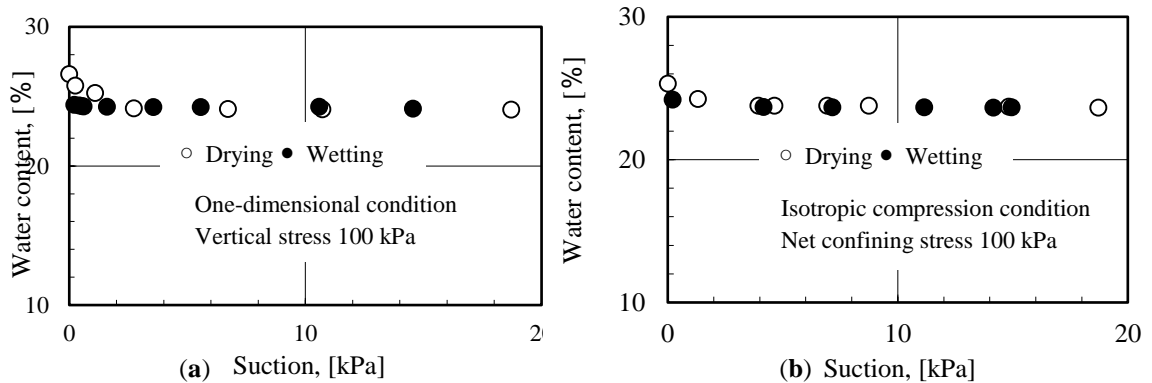 30
20
10
Water content, [%]
○ Drying ● Wetting
One-dimensional condition
Vertical stress 100 kPa
0
10
20
(a) Suction, [kPa]
30
20
10
Water content, [%]
○ Drying ● Wetting
Isotropic compression condition
Net confining stress 100 kPa
0
10
20
(b) Suction, [kPa]